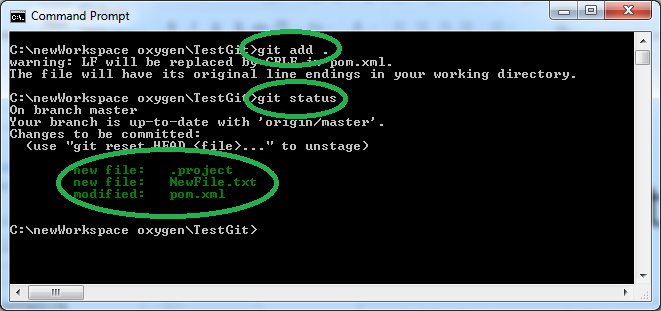 Command Prompt
C:\newWorkspace oxygen\TestGit>git add .
warning: LF will be replaced by CRLF in pom.xml.
The file will have its original line endings in your working directory.
C:\newWorkspace oxygen\TestGit>git status
On branch master
Your branch is up-to-date with 'origin/master'.
Changes to be committed:
(use "git reset HEAD <file>..." to unstage)
new file: .project
new file: NewFile.txt
modified: pom.xml
C:\newWorkspace oxygen\TestGit>